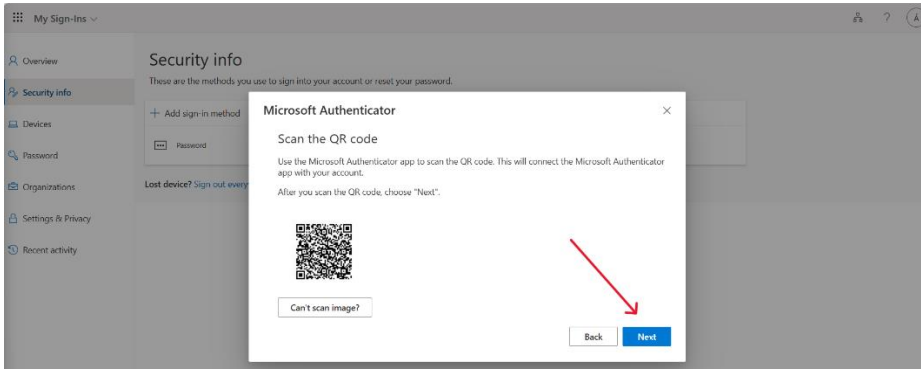 My Sign-Ins
?
Overview
Security info
Devices
Password
Organizations
Settings & Privacy
Recent activity
Security info
These are the methods you use to sign into your account or reset your password.
+ Add sign-in method
Password
Lost device? Sign out every
Microsoft Authenticator
Scan the QR code
Use the Microsoft Authenticator app to scan the QR code. This will connect the Microsoft Authenticator
app with your account.
After you scan the QR code, choose "Next".
Can't scan image?
Back
Next